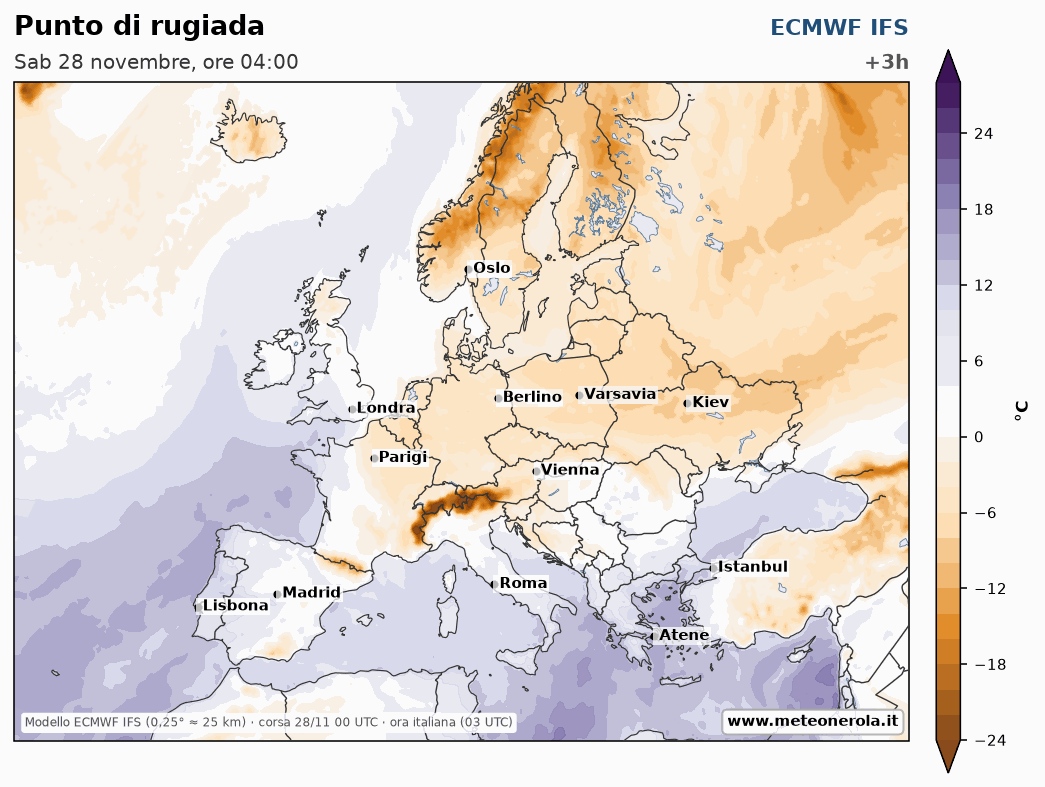 Punto di rugiada
ECMWF IFS
Sab 28 novembre, ore 04:00
+3h
24
18
12
6
0
−6
−12
−18
−24
°C
Oslo
Berlino
Varsavia
Kiev
Londra
Parigi
Vienna
Istanbul
Roma
Madrid
Lisbona
Atene
Modello ECMWF IFS (0,25° ≈ 25 km) · corsa 28/11 00 UTC · ora italiana (03 UTC)
www.meteonerola.it